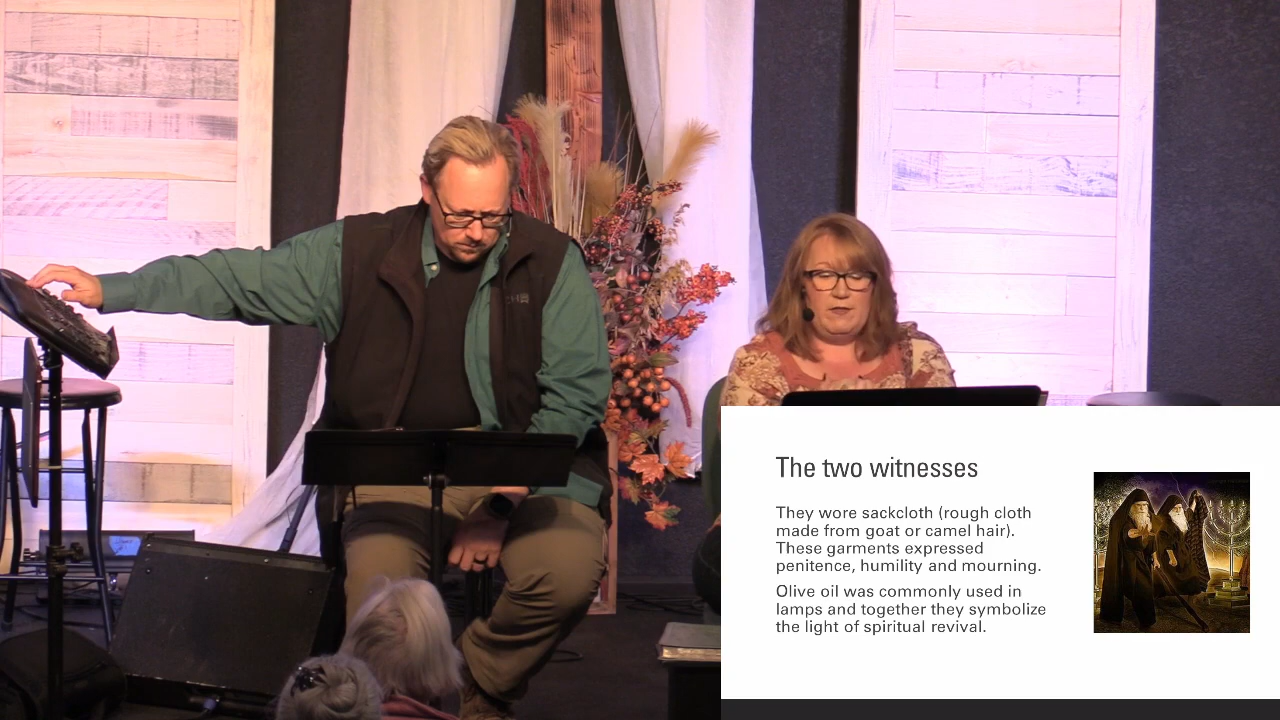 The two witnesses
They wore sackcloth (rough cloth
made from goat or camel hair).
These garments expressed
penitence, humility and mourning.
Olive oil was commonly used in
lamps and together they symbolize
the light of spiritual revival.